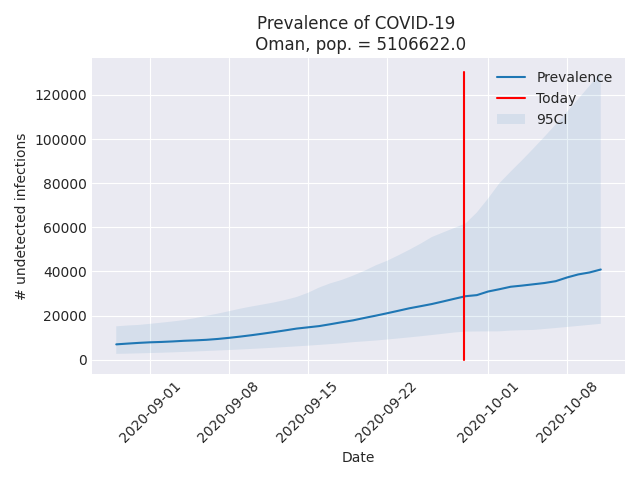 Prevalence of COVID-19
Oman, pop. = 5106622.0
Prevalence
Today
95CI
120000
100000
80000
60000
40000
20000
0
# undetected infections
2020-09-01
2020-09-08
2020-09-15
2020-09-22
2020-10-01
2020-10-08
Date